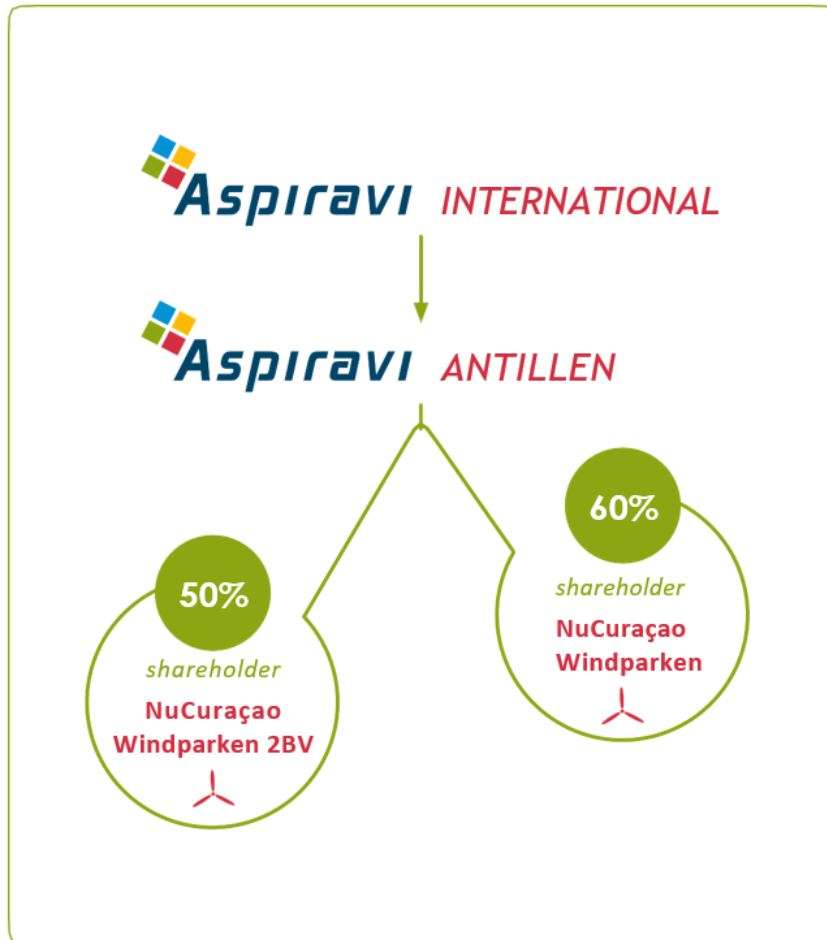 Aspiravi INTERNATIONAL
Aspiravi ANTILLEN
50%
shareholder
NuCuraçao
Windparken 2BV
60%
shareholder
NuCuraçao
Windparken